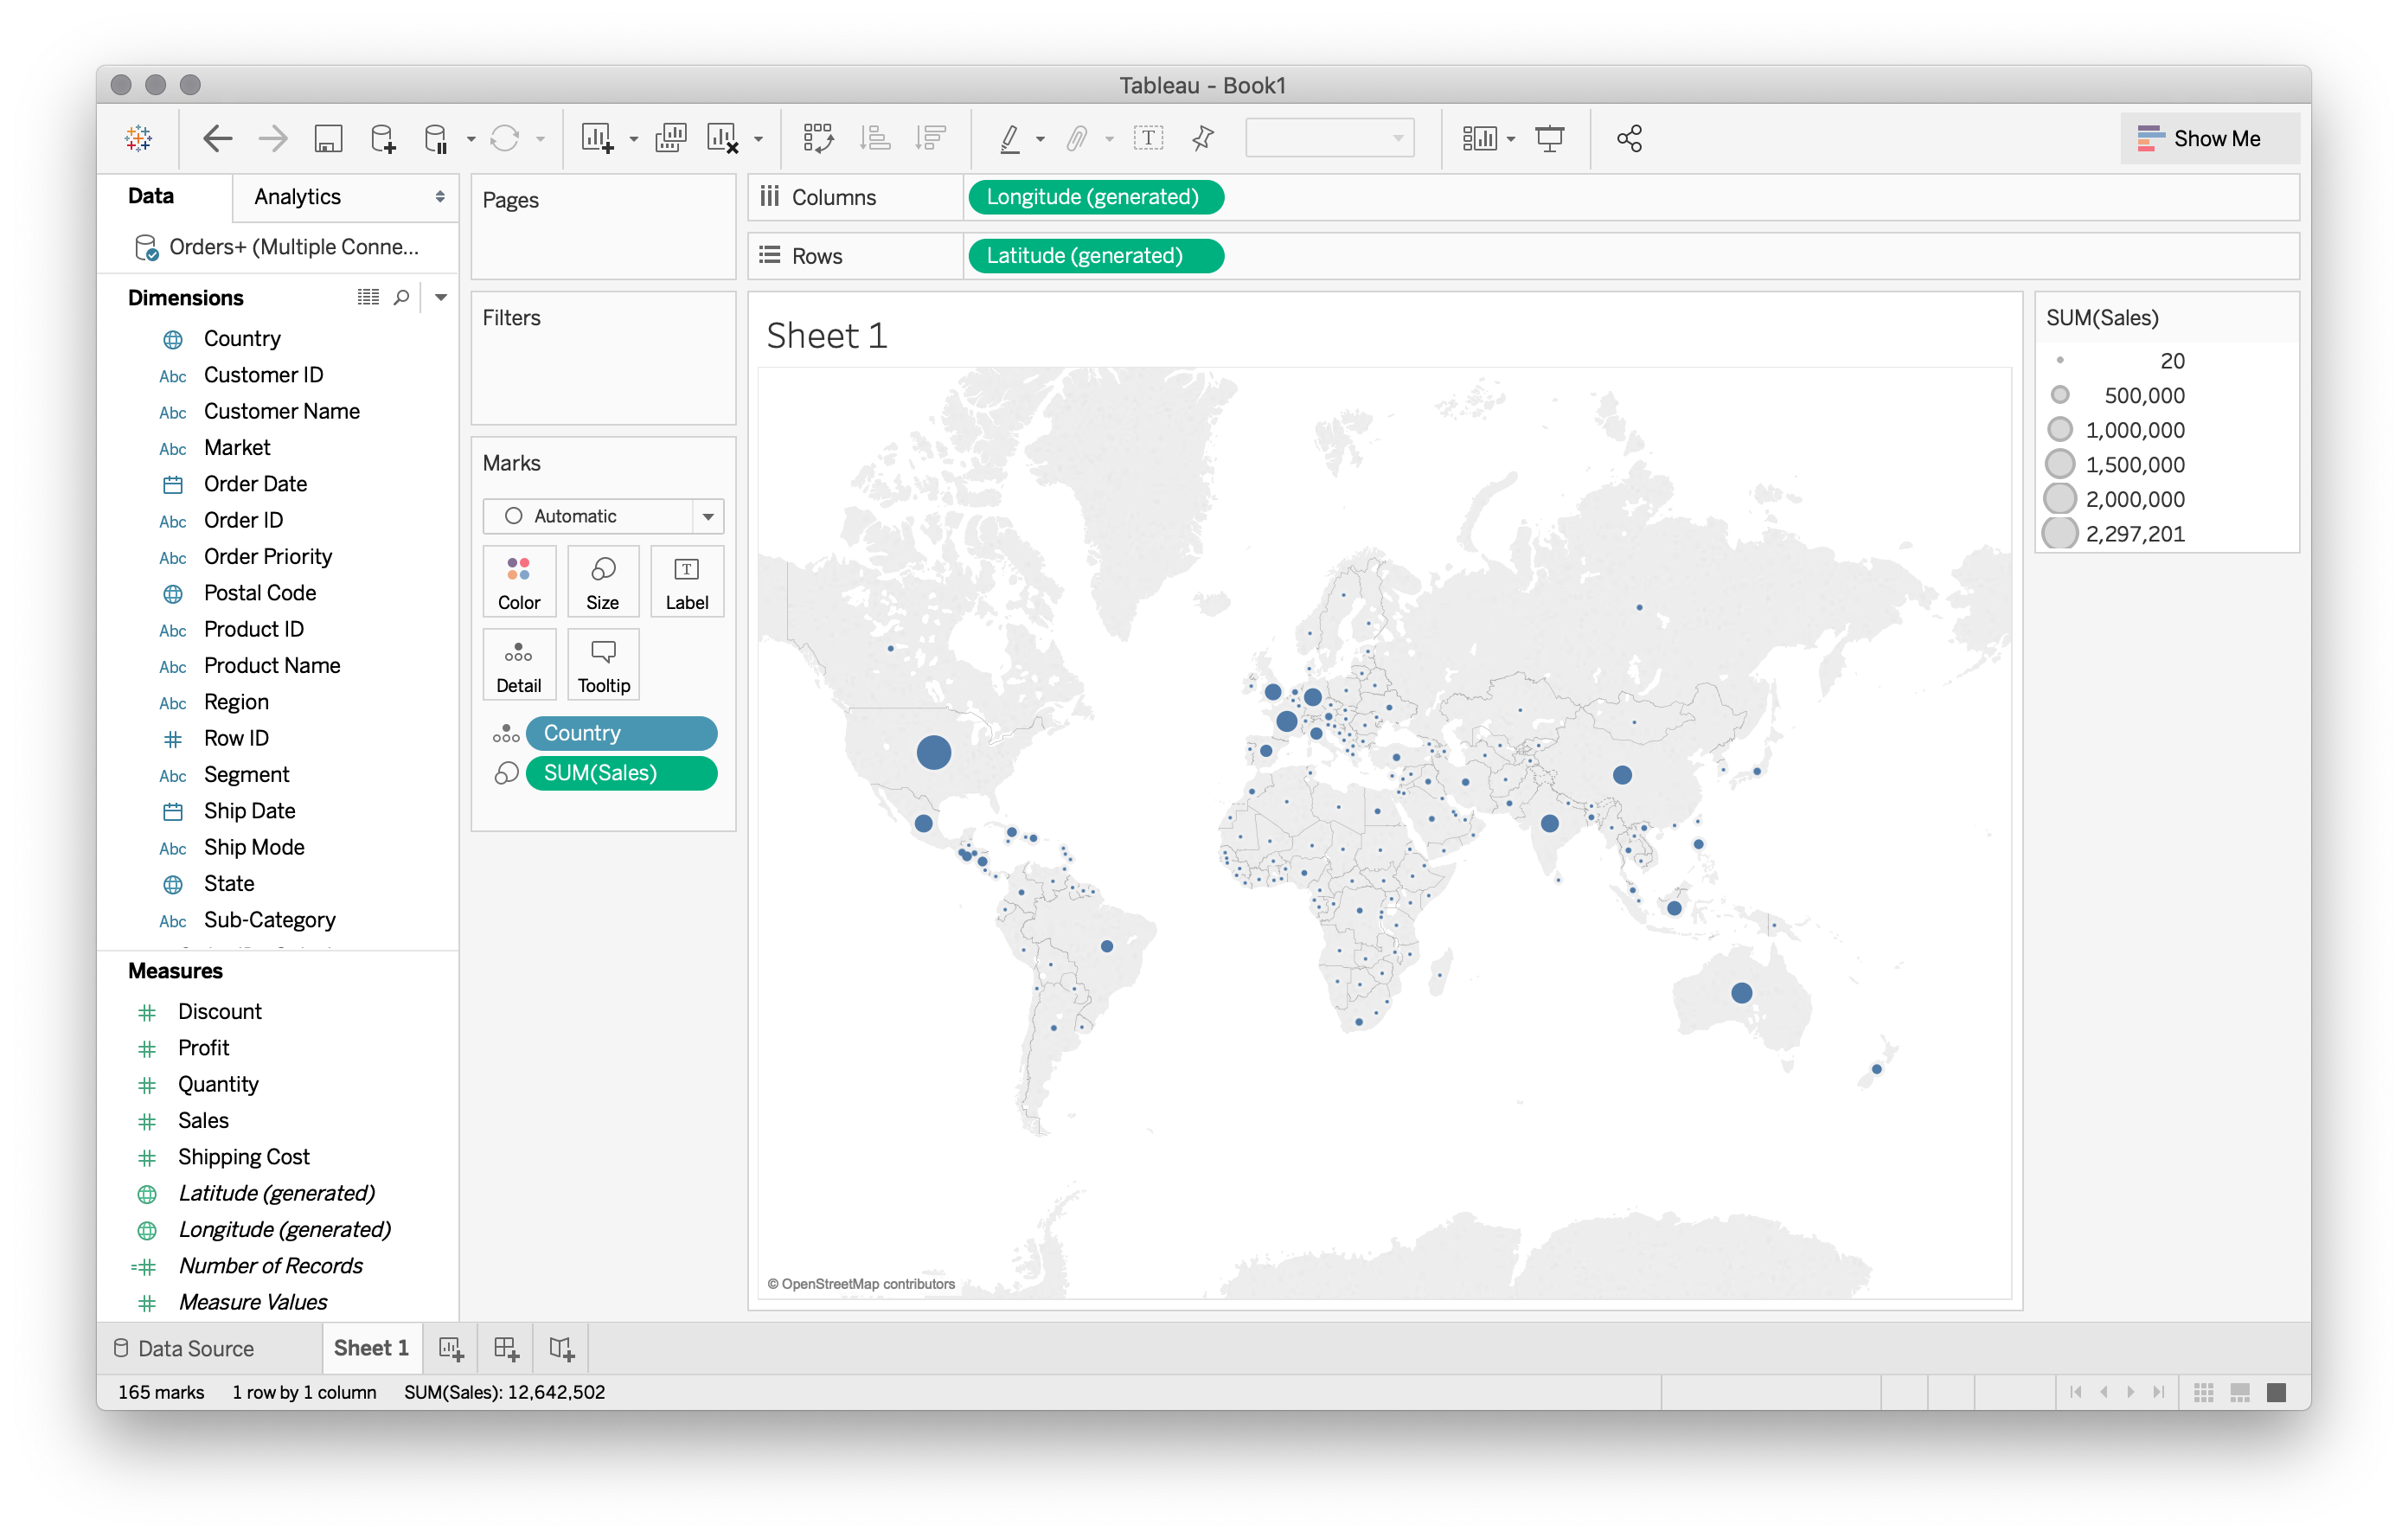 Tableau - Book1
Show Me
Data
Analytics
Orders+ (Multiple Conne...
Dimensions
Country
Abc Customer ID
Abc Customer Name
Abc Market
Order Date
Abc Order ID
Abc Order Priority
Postal Code
Abc Product ID
Abc Product Name
Abc Region
Row ID
Abc Segment
Ship Date
Abc Ship Mode
State
Abc Sub-Category
Measures
Discount
Profit
Quantity
Sales
Shipping Cost
Latitude (generated)
Longitude (generated)
Number of Records
Measure Values
Pages
Filters
Marks
Automatic
Color
Size
Label
Detail
Tooltip
Country
SUM(Sales)
Columns
Longitude (generated)
Rows
Latitude (generated)
Sheet 1
© OpenStreetMap contributors
SUM(Sales)
20
500,000
1,000,000
1,500,000
2,000,000
2,297,201
Data Source
Sheet 1
165 marks
1 row by 1 column
SUM(Sales): 12,642,502